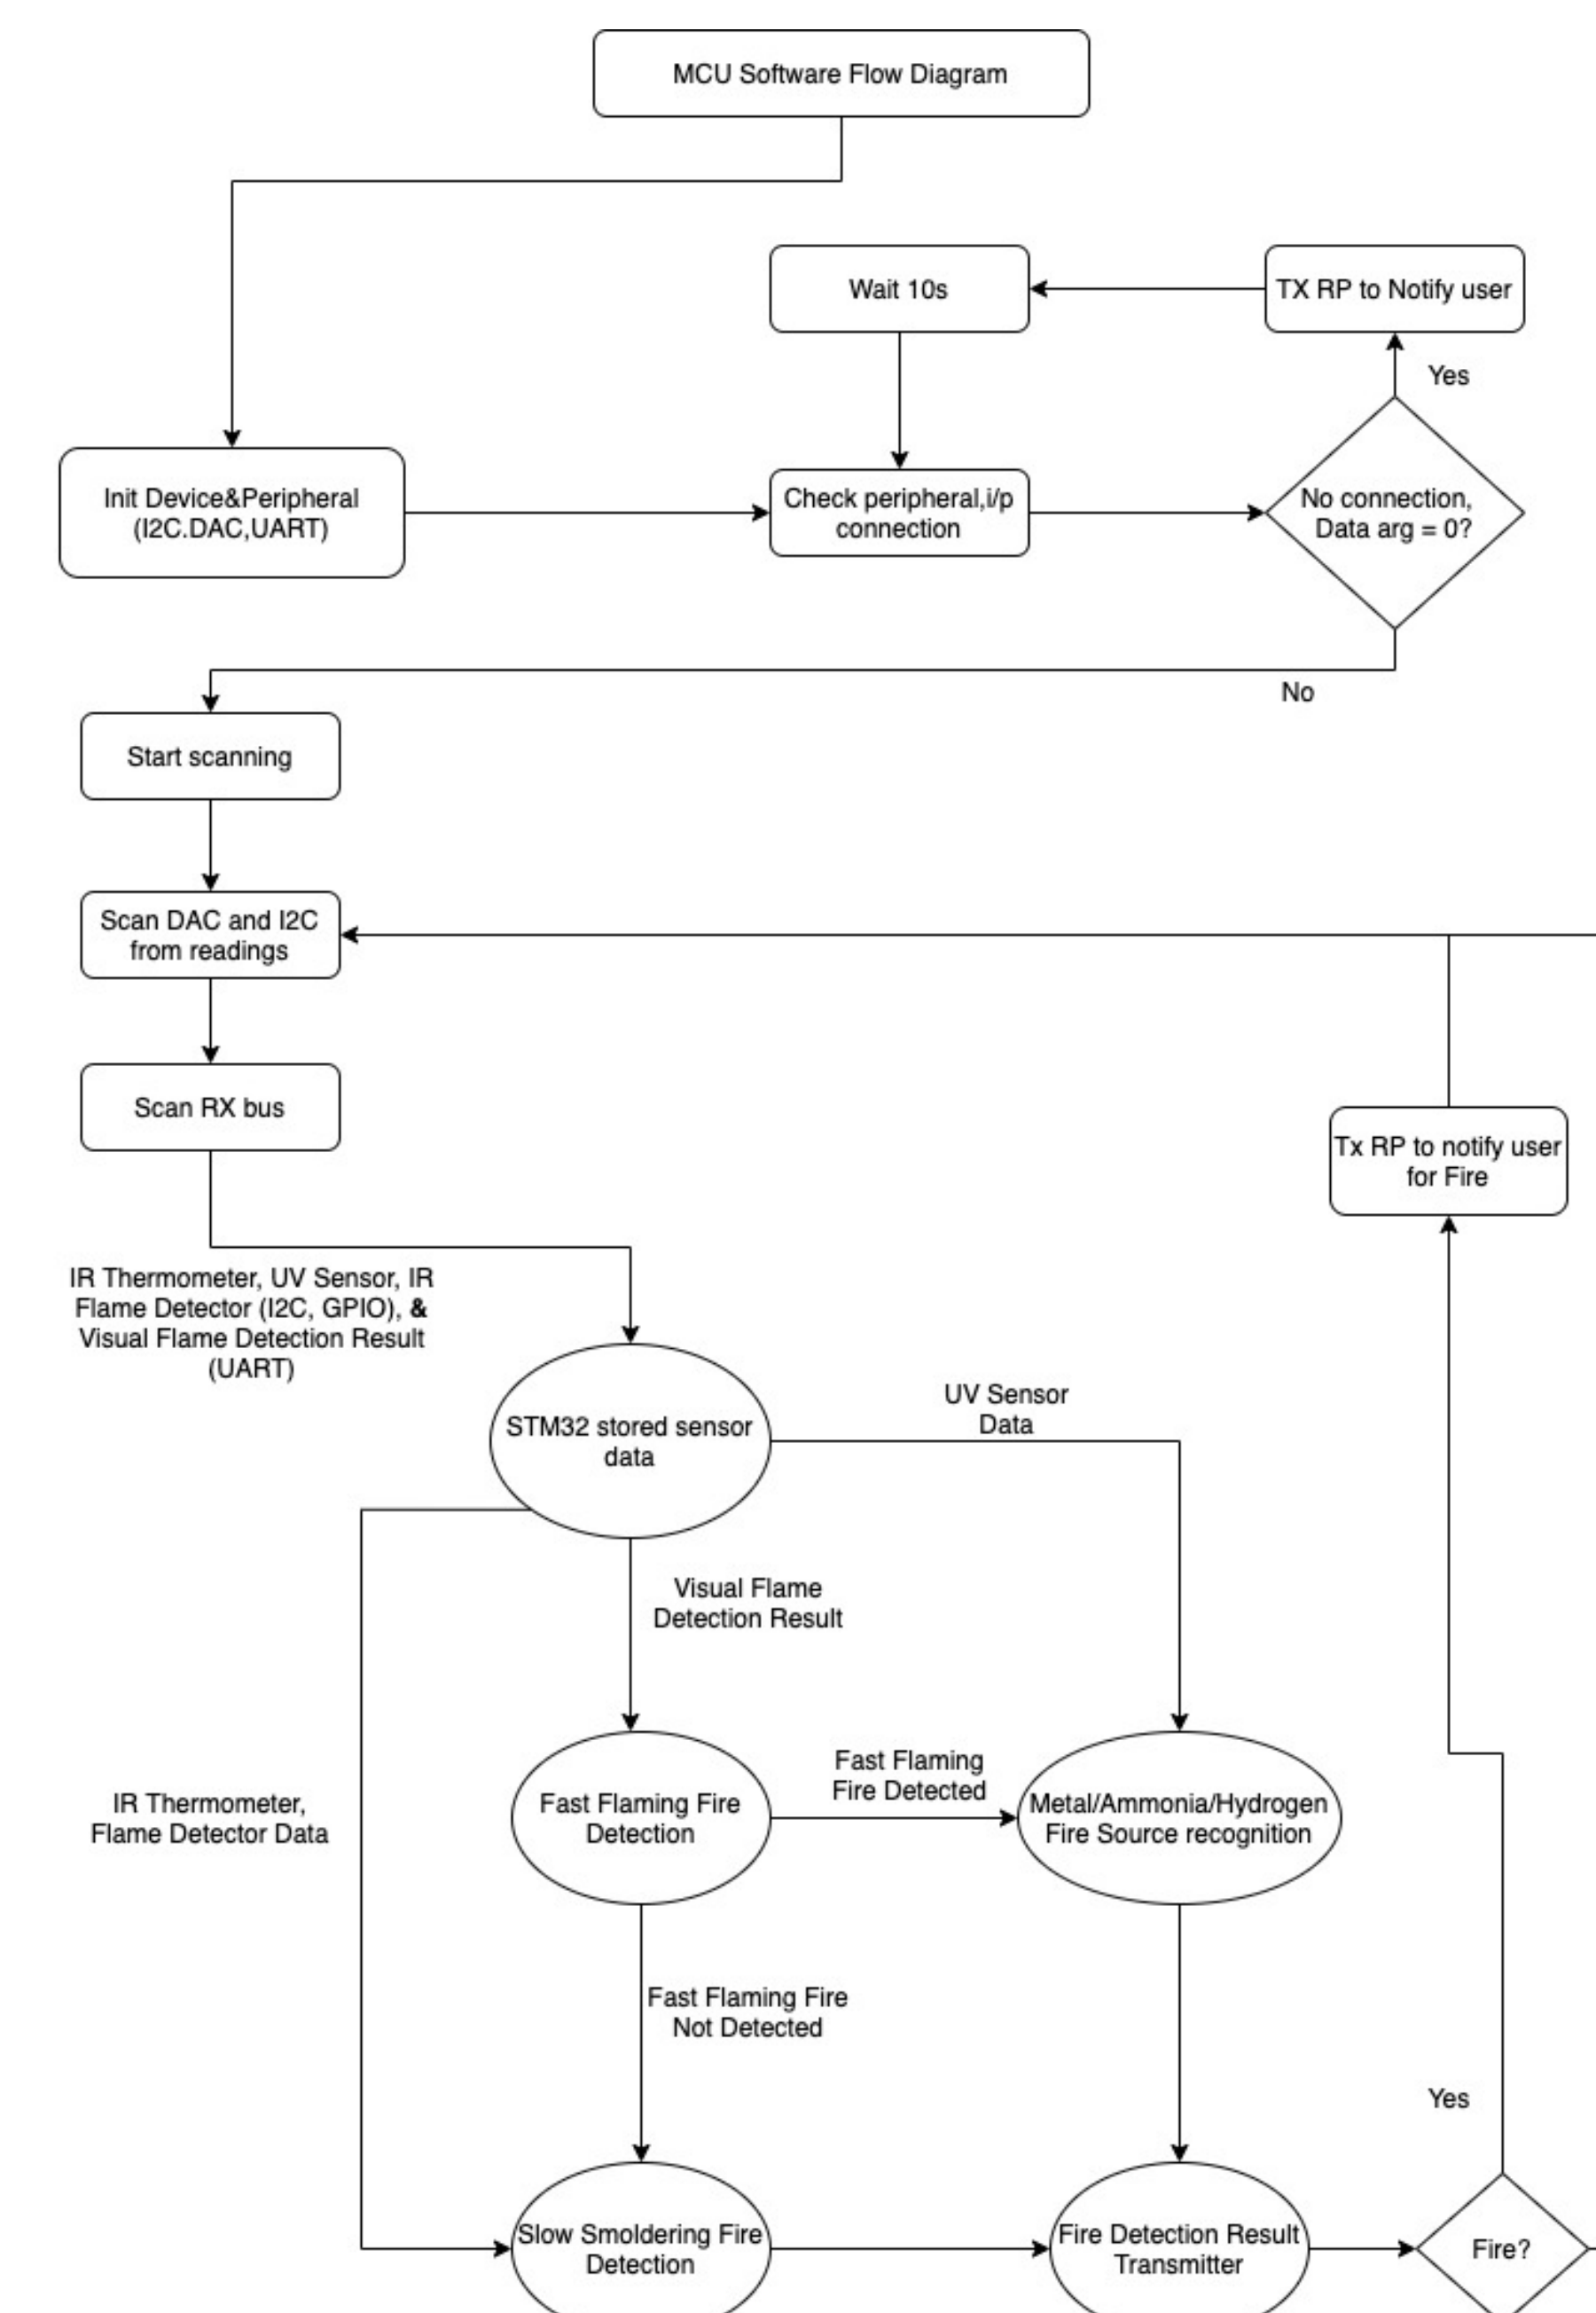 MCU Software Flow Diagram
Wait 10s
TX RP to Notify user
Yes
Init Device&Peripheral
(I2C.DAC,UART)
Check peripheral,i/p
connection
No connection,
Data arg = 0?
No
Start scanning
Scan DAC and I2C
from readings
Scan RX bus
Tx RP to notify user
for Fire
IR Thermometer, UV Sensor, IR
Flame Detector (I2C, GPIO), &
Visual Flame Detection Result
(UART)
STM32 stored sensor
data
UV Sensor
Data
Visual Flame
Detection Result
IR Thermometer,
Flame Detector Data
Fast Flaming Fire
Detection
Fast Flaming
Fire Detected
Metal/Ammonia/Hydrogen
Fire Source recognition
Fast Flaming Fire
Not Detected
Yes
Slow Smoldering Fire
Detection
Fire Detection Result
Transmitter
Fire?